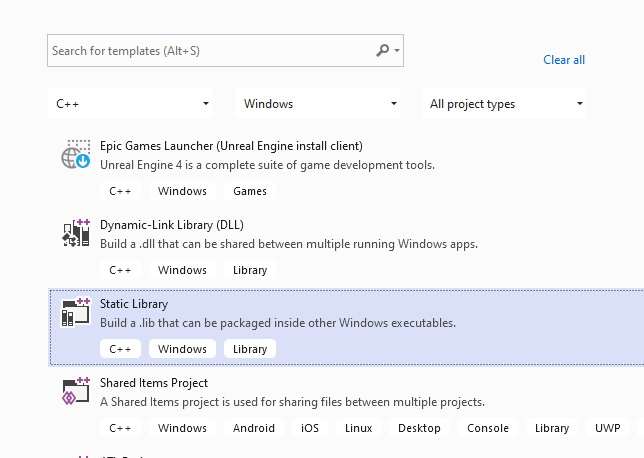 Search for templates (Alt+S)
Clear all
C++ Windows All project types
Epic Games Launcher (Unreal Engine install client)
Unreal Engine 4 is a complete suite of game development tools.
C++ Windows Games
Dynamic-Link Library (DLL)
Build a .dll that can be shared between multiple running Windows apps.
C++ Windows Library
Static Library
Build a .lib that can be packaged inside other Windows executables.
C++ Windows Library
Shared Items Project
A Shared Items project is used for sharing files between multiple projects.
C++ Windows Android iOS Linux Desktop Console Library UWP